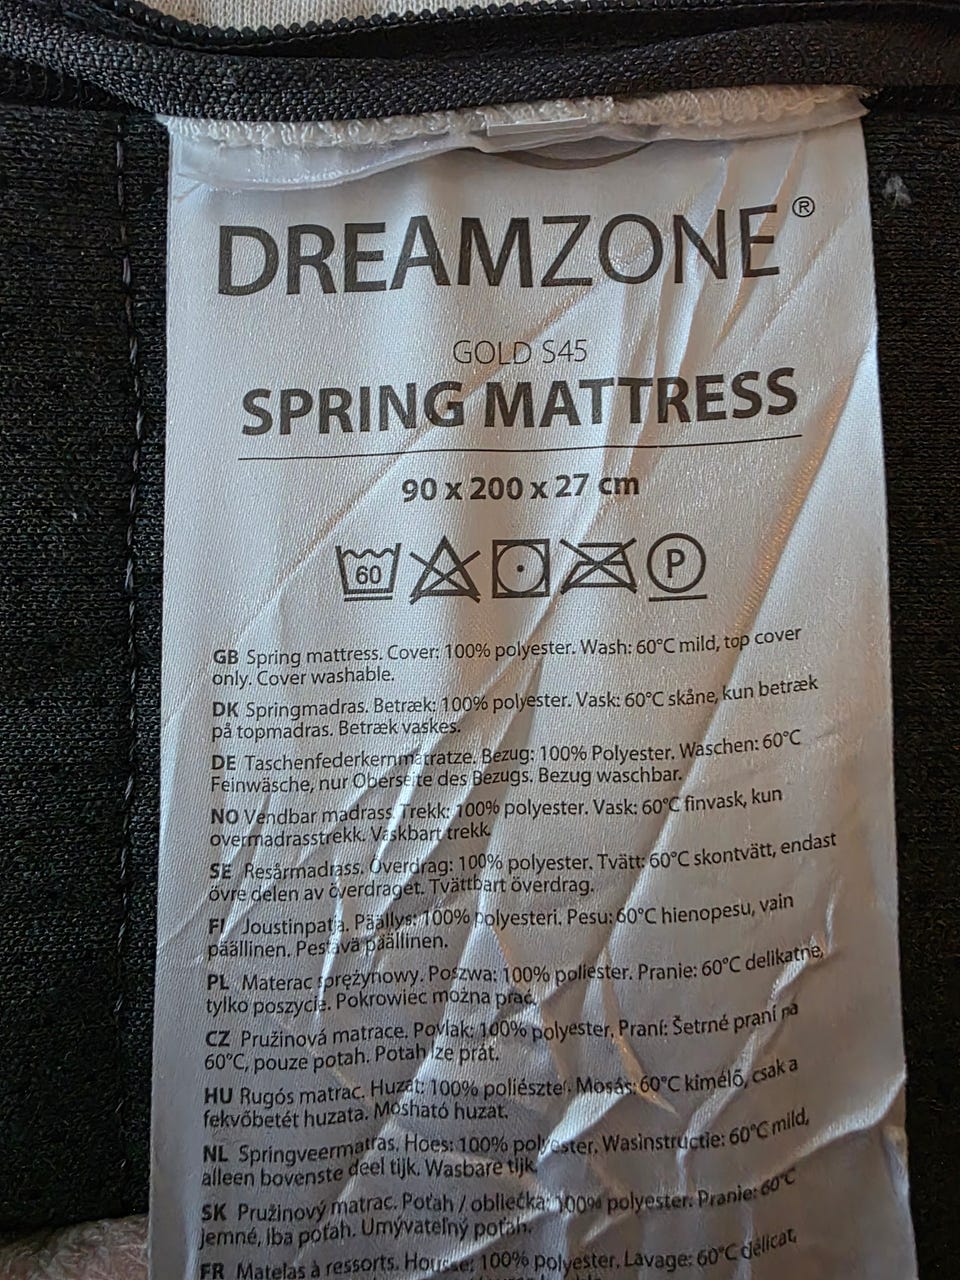 DREAMZONE®
GOLD S45
SPRING MATTRESS
90 x 200 x 27 cm
60 P
GB Spring mattress. Cover: 100% polyester. Wash: 60°C mild, top cover
only. Cover washable.
DK Springmadras. Betræk: 100% polyester. Vask: 60°C skåne, kun betræk
på topmadras. Betræk vaskes.
DE Taschenfederkernmatratze. Bezug: 100% Polyester. Waschen: 60°C
Feinwäsche, nur Oberseite des Bezugs. Bezug waschbar.
NO Vendbar madrass. Trekk: 100% polyester. Vask: 60°C finvask, kun
overmadrasstrekk. Vaskbart trekk.
SE Resårmadrass. Överdrag: 100% polyester. Tvätt: 60°C skontvätt, endast
övre delen av överdraget. Tvättbart överdrag.
FI Joustinpatja. Päällys: 100% polyesteri. Pesu: 60°C hienopesu, vain
päällinen. Pestävä päällinen.
PL Materac sprężynowy. Poszwa: 100% poliester. Pranie: 60°C delikatne,
tylko poszycie. Pokrowiec można prać.
CZ Pružinová matrace. Povlak: 100% polyester. Praní: Šetrné praní na
60°C, pouze potah. Potah lze prát.
HU Rugós matrac. Huzat: 100% poliészter. Mosás: 60°C kímélő, csak a
fekvőbetét huzata. Mosható huzat.
NL Springveermatras. Hoes: 100% polyester. Wasinstructie: 60°C mild,
alleen bovenste deel tijk. Wasbare tijk.
SK Pružinový matrac. Poťah / obliečka: 100% polyester. Pranie: 60°C
jemné, iba poťah. Umývateľný poťah.
FR Matelas à ressorts. Housse: 100% polyester. Lavage: 60°C délicat,